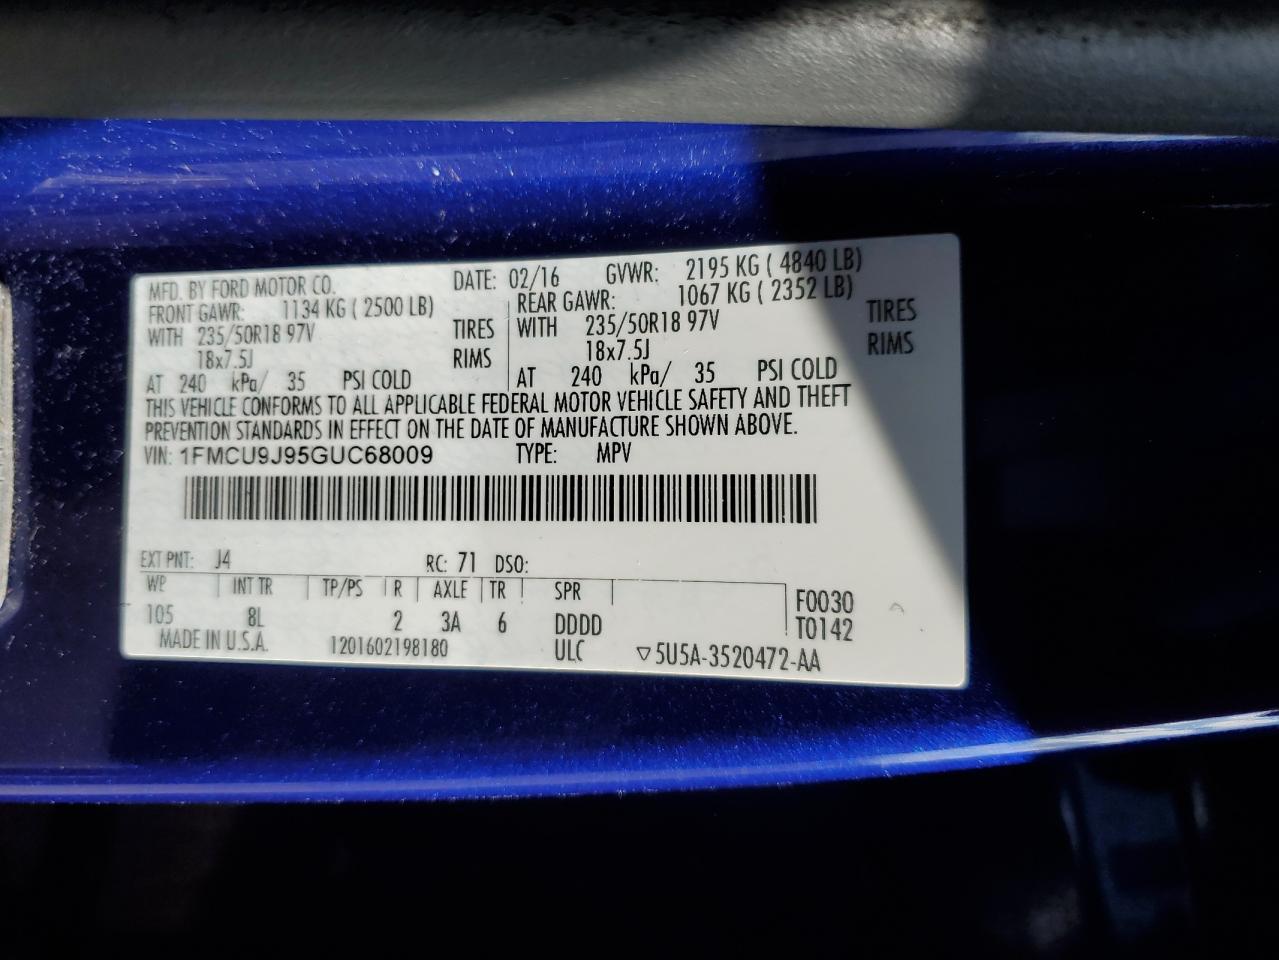 MFD. BY FORD MOTOR CO. DATE: 02/16 GVWR: 2195 KG ( 4840 LB)
FRONT GAWR: 1134 KG ( 2500 LB) REAR GAWR: 1067 KG ( 2352 LB)
WITH 235/50R18 97V TIRES WITH 235/50R18 97V TIRES
18x7.5J RIMS 18x7.5J RIMS
AT 240 kPa/ 35 PSI COLD AT 240 kPa/ 35 PSI COLD
THIS VEHICLE CONFORMS TO ALL APPLICABLE FEDERAL MOTOR VEHICLE SAFETY AND THEFT
PREVENTION STANDARDS IN EFFECT ON THE DATE OF MANUFACTURE SHOWN ABOVE.
VIN: 1FMCU9J95GUC68009 TYPE: MPV
EXT PNT: J4 RC: 71 DSO:
WP INT TR TP/PS R AXLE TR SPR F0030
105 8L 2 3A 6 DDDD T0142
MADE IN U.S.A. 1201602198180 ULC ▽5U5A-3520472-AA